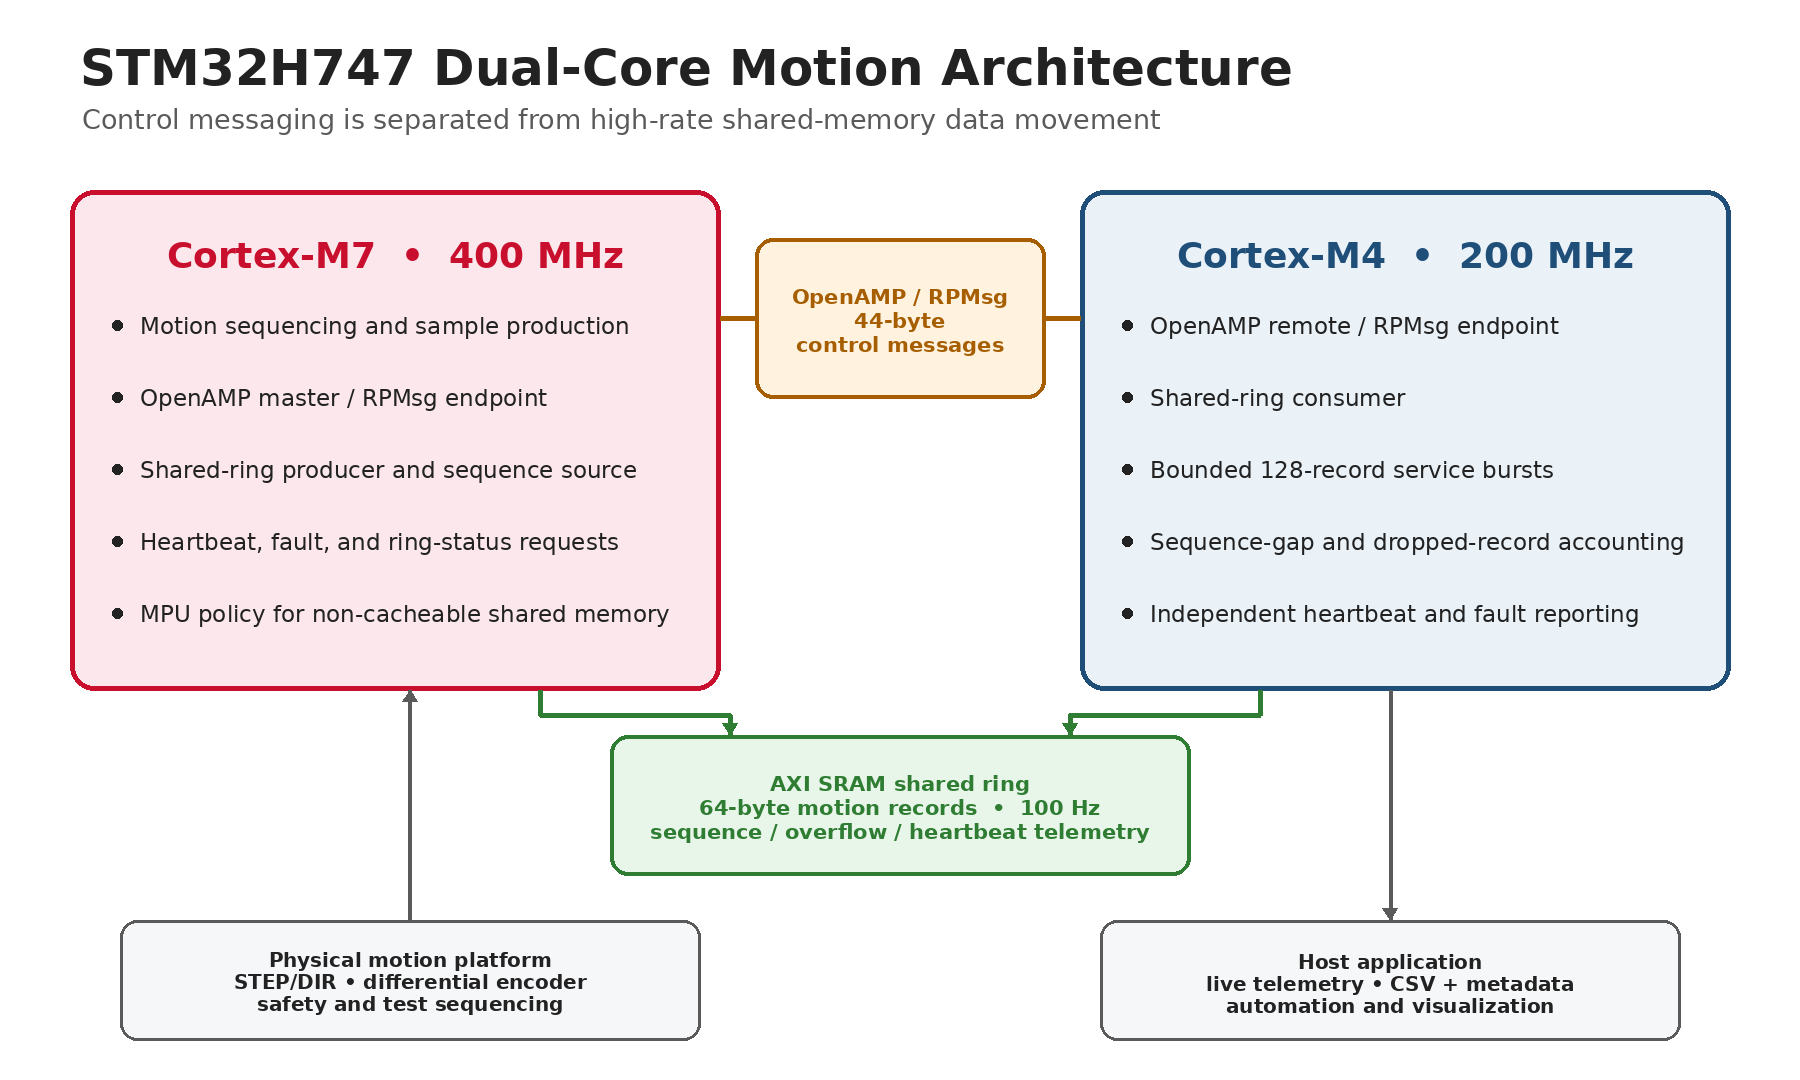 STM32H747 Dual-Core Motion Architecture
Control messaging is separated from high-rate shared-memory data movement
Cortex-M7 • 400 MHz
• Motion sequencing and sample production
• OpenAMP master / RPMsg endpoint
• Shared-ring producer and sequence source
• Heartbeat, fault, and ring-status requests
• MPU policy for non-cacheable shared memory
OpenAMP / RPMsg
44-byte
control messages
Cortex-M4 • 200 MHz
• OpenAMP remote / RPMsg endpoint
• Shared-ring consumer
• Bounded 128-record service bursts
• Sequence-gap and dropped-record accounting
• Independent heartbeat and fault reporting
AXI SRAM shared ring
64-byte motion records • 100 Hz
sequence / overflow / heartbeat telemetry
Physical motion platform
STEP/DIR • differential encoder
safety and test sequencing
Host application
live telemetry • CSV + metadata
automation and visualization